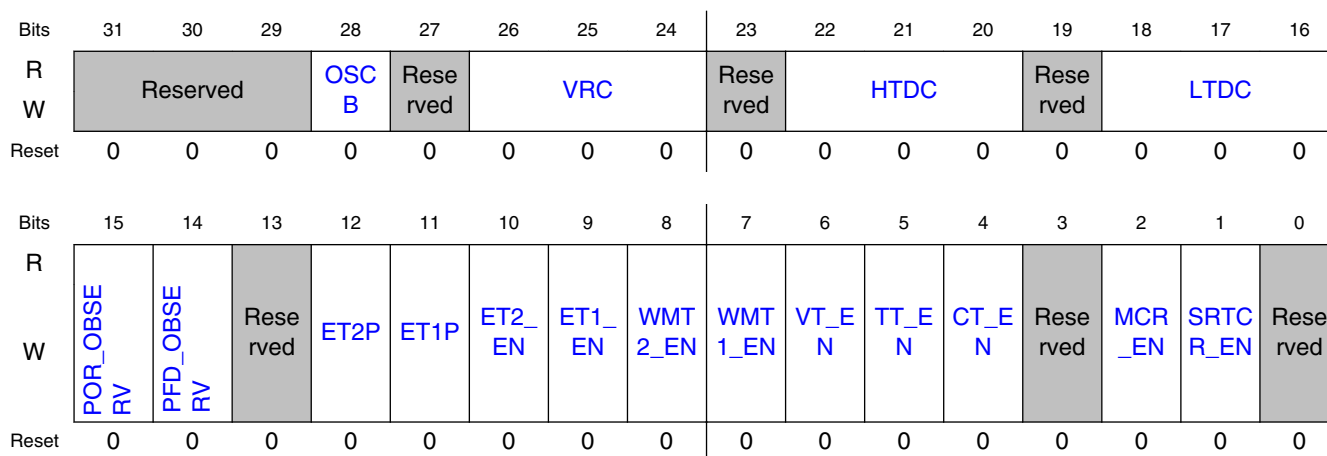 Bits 31 30 29 28 27 26 25 24 23 22 21 20 19 18 17 16
R
W
Reserved
OSC
B
Rese
rved
VRC
Rese
rved
HTDC
Rese
rved
LTDC
Reset 0 0 0 0 0 0 0 0 0 0 0 0 0 0 0 0
Bits 15 14 13 12 11 10 9 8 7 6 5 4 3 2 1 0
R
W
POR_OBSE
RV
PFD_OBSE
RV
Rese
rved
ET2P
ET1P
ET2_
EN
ET1_
EN
WMT
2_EN
WMT
1_EN
VT_E
N
TT_E
N
CT_E
N
Rese
rved
MCR
_EN
SRTC
R_EN
Rese
rved
Reset 0 0 0 0 0 0 0 0 0 0 0 0 0 0 0 0